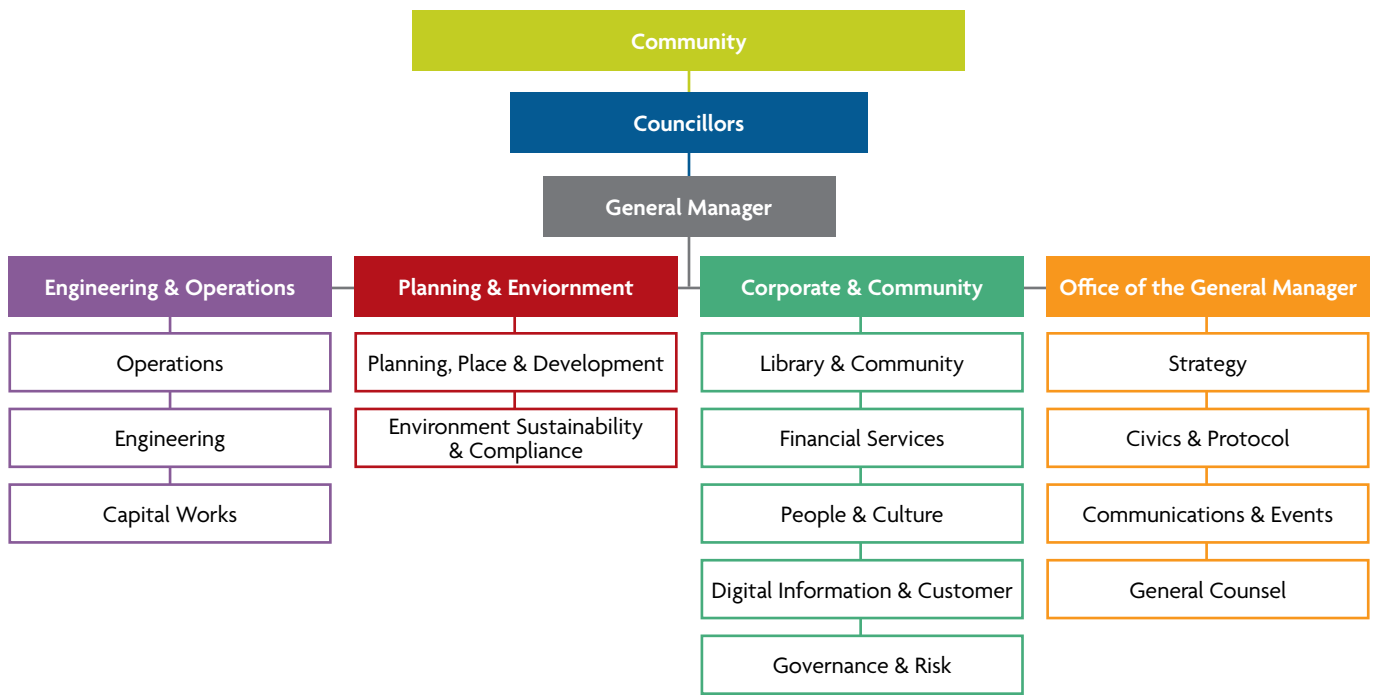 Community
Councillors
General Manager
Engineering & Operations
Operations
Engineering
Capital Works
Planning & Enviornment
Planning, Place & Development
Environment Sustainability
& Compliance
Corporate & Community
Library & Community
Financial Services
People & Culture
Digital Information & Customer
Governance & Risk
Office of the General Manager
Strategy
Civics & Protocol
Communications & Events
General Counsel